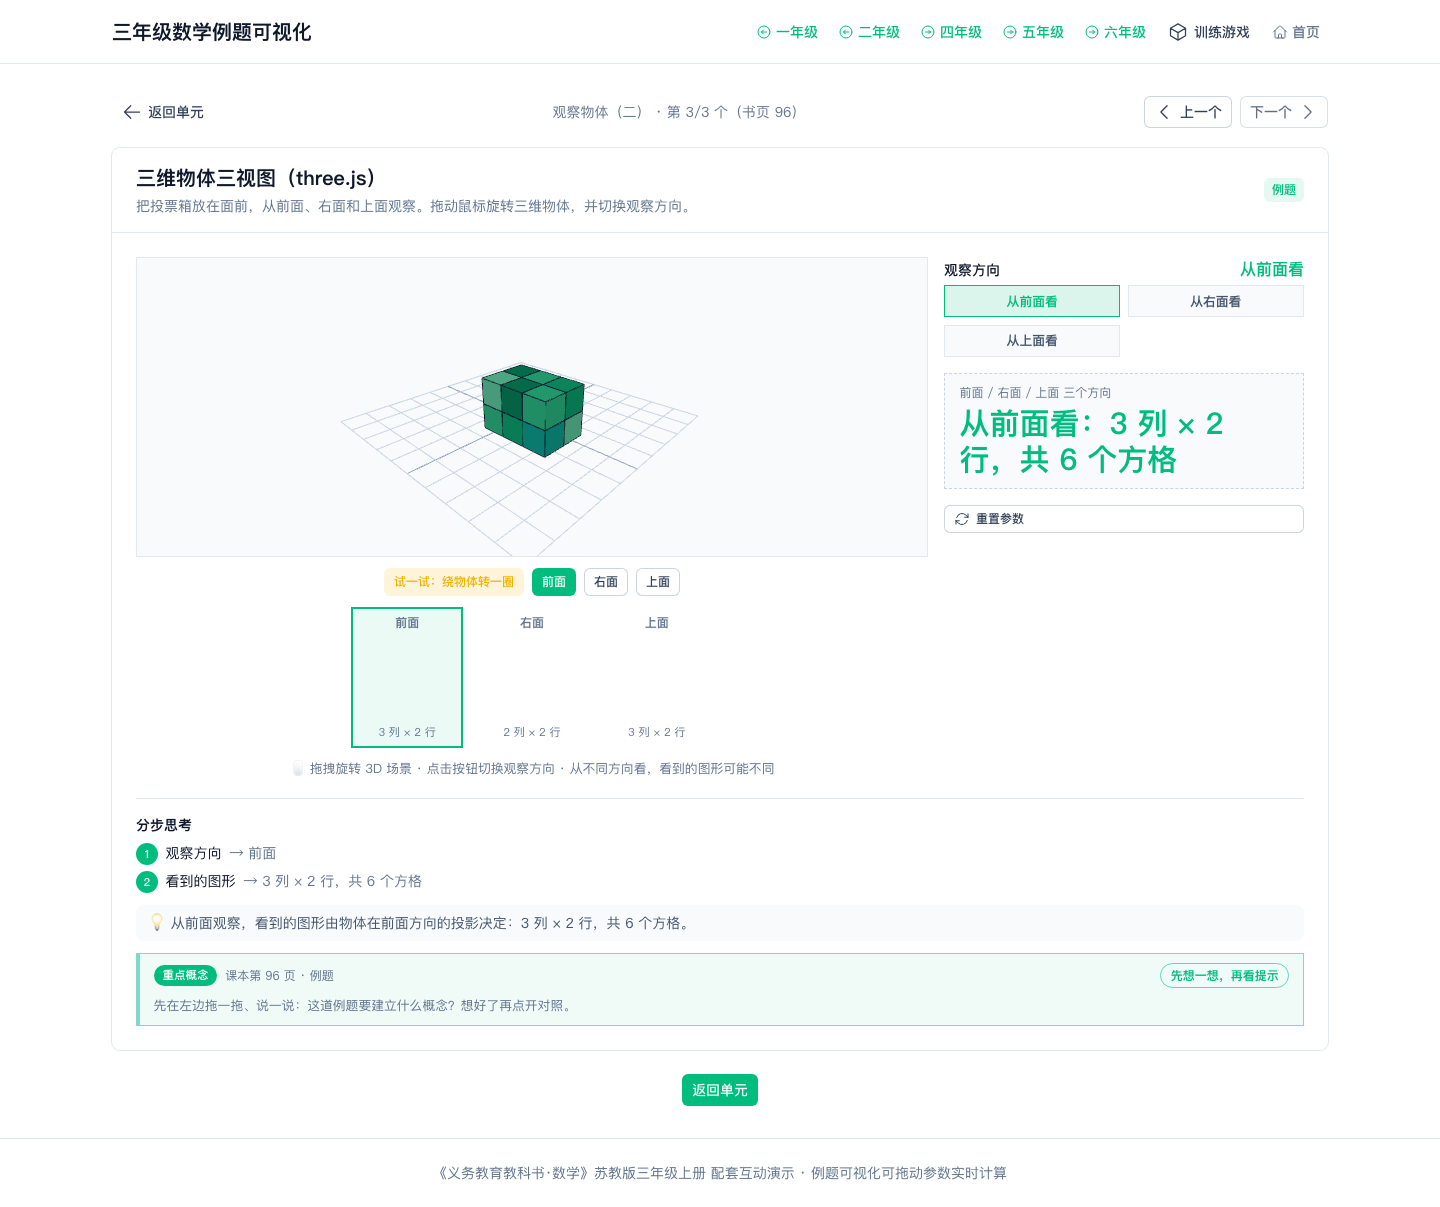 三年级数学例题可视化
一年级 二年级 四年级 五年级 六年级 训练游戏 首页
返回单元
观察物体（二） · 第 3/3 个（书页 96）
上一个
下一个
三维物体三视图（three.js）
把投票箱放在面前，从前面、右面和上面观察。拖动鼠标旋转三维物体，并切换观察方向。
例题
观察方向
从前面看
从前面看
从右面看
从上面看
前面 / 右面 / 上面 三个方向
从前面看：3 列 × 2
行，共 6 个方格
重置参数
试一试：绕物体转一圈
前面
右面
上面
前面
右面
上面
3 列 × 2 行
2 列 × 2 行
3 列 × 2 行
拖拽旋转 3D 场景 · 点击按钮切换观察方向 · 从不同方向看，看到的图形可能不同
分步思考
1 观察方向 → 前面
2 看到的图形 → 3 列 × 2 行，共 6 个方格
从前面观察，看到的图形由物体在前面方向的投影决定：3 列 × 2 行，共 6 个方格。
重点概念 课本第 96 页 · 例题
先想一想，再看提示
先在左边拖一拖、说一说：这道例题要建立什么概念？想好了再点开对照。
返回单元
《义务教育教科书·数学》苏教版三年级上册 配套互动演示 · 例题可视化可拖动参数实时计算